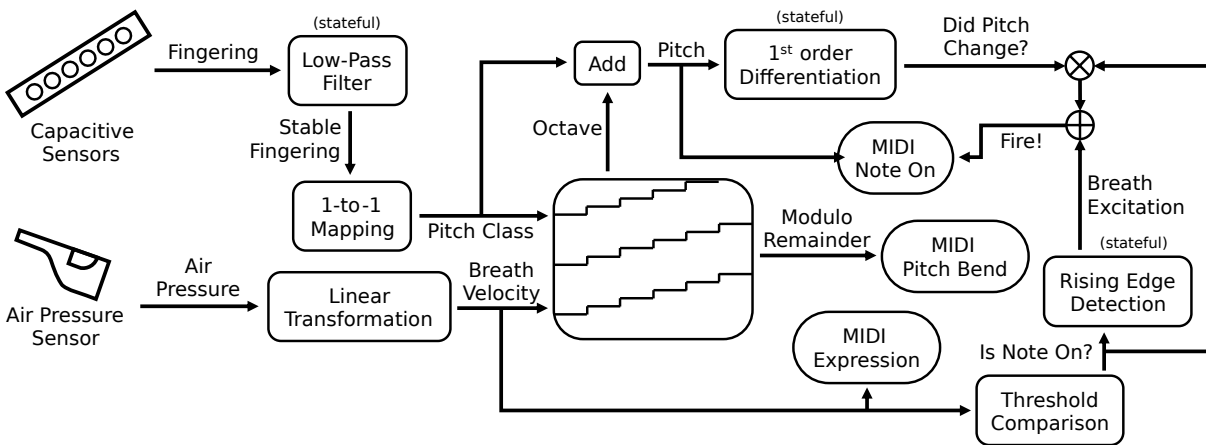 (stateful)
Fingering
Low-Pass
Filter
Capacitive
Sensors
Stable
Fingering
1-to-1
Mapping
Pitch Class
Add
Octave
Pitch
(stateful)
1st order
Differentiation
Did Pitch
Change?
MIDI
Note On
Fire!
Breath
Excitation
Modulo
Remainder
MIDI
Pitch Bend
(stateful)
Rising Edge
Detection
Air Pressure
Sensor
Air
Pressure
Linear
Transformation
Breath
Velocity
MIDI
Expression
Is Note On?
Threshold
Comparison